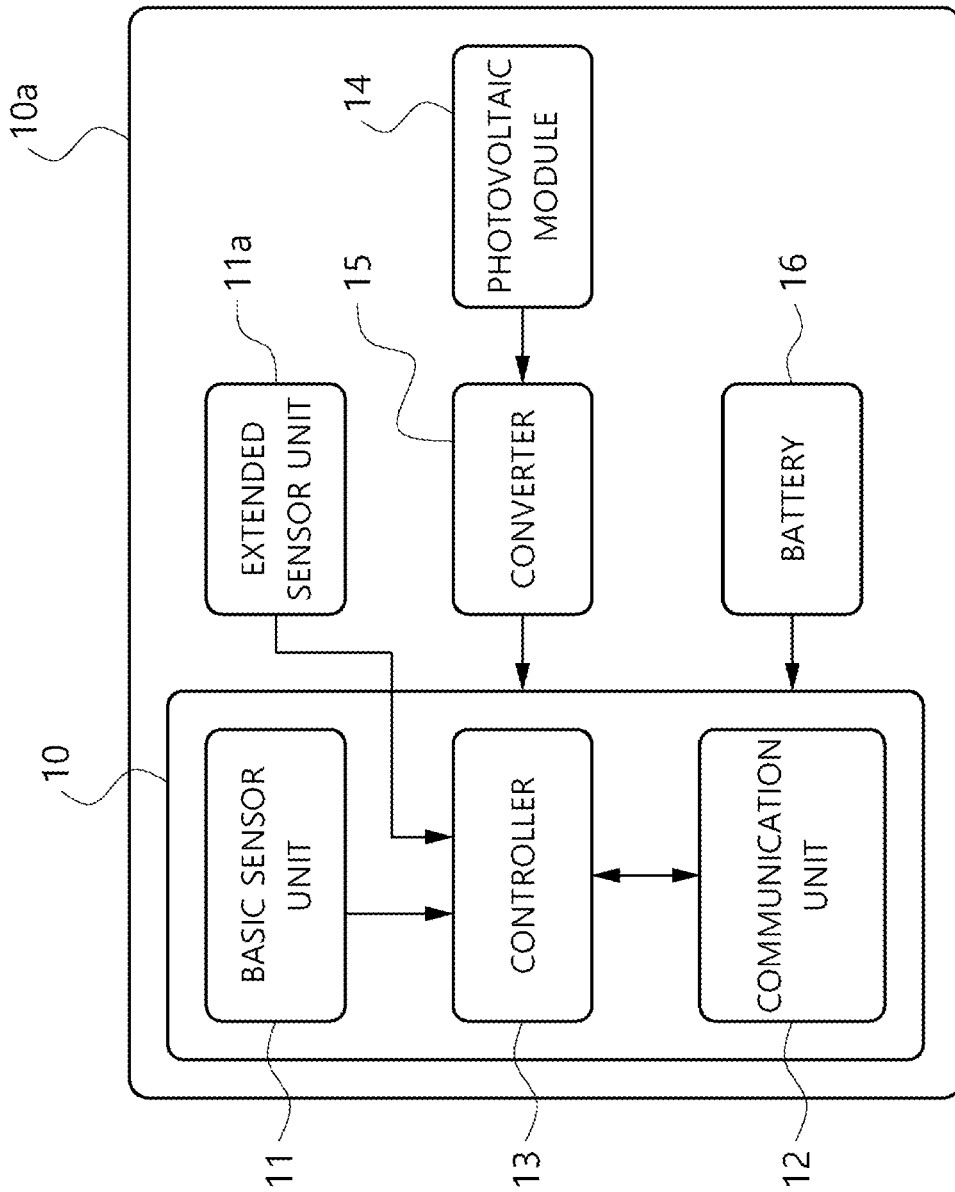 10a
10
11
BASIC SENSOR
UNIT
EXTENDED
SENSOR UNIT
11a
13
CONTROLLER
CONVERTER
15
PHOTOVOLTAIC
MODULE
14
12
COMMUNICATION
UNIT
BATTERY
16